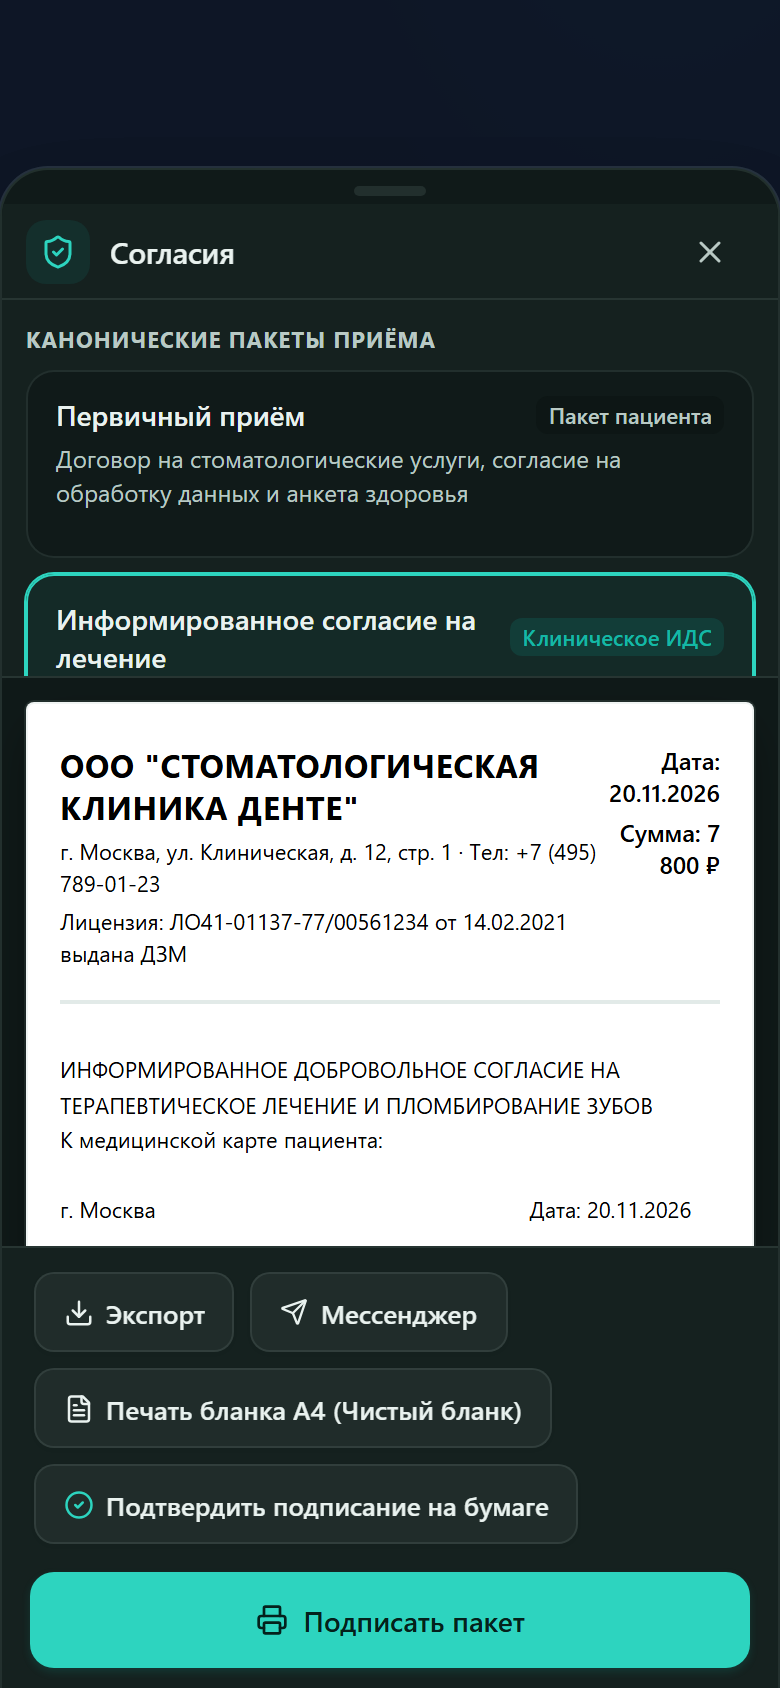 Согласия
КАНОНИЧЕСКИЕ ПАКЕТЫ ПРИЁМА
Первичный приём
Пакет пациента
Договор на стоматологические услуги, согласие на
обработку данных и анкета здоровья
Информированное согласие на
лечение
Клиническое ИДС
ООО "СТОМАТОЛОГИЧЕСКАЯ
КЛИНИКА ДЕНТЕ"
г. Москва, ул. Клиническая, д. 12, стр. 1 · Тел: +7 (495)
789-01-23
Лицензия: ЛО41-01137-77/00561234 от 14.02.2021
выдана ДЗМ
Дата:
20.11.2026
Сумма: 7
800 ₽
ИНФОРМИРОВАННОЕ ДОБРОВОЛЬНОЕ СОГЛАСИЕ НА
ТЕРАПЕВТИЧЕСКОЕ ЛЕЧЕНИЕ И ПЛОМБИРОВАНИЕ ЗУБОВ
К медицинской карте пациента:
г. Москва
Дата: 20.11.2026
Экспорт
Мессенджер
Печать бланка А4 (Чистый бланк)
Подтвердить подписание на бумаге
Подписать пакет